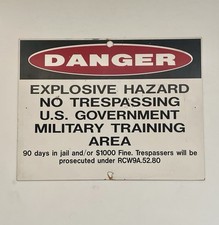 DANGER
EXPLOSIVE HAZARD
NO TRESPASSING
U.S. GOVERNMENT
MILITARY TRAINING
AREA
90 days in jail and/or $1000 Fine. Trespassers will be
prosecuted under RCW9A.52.80